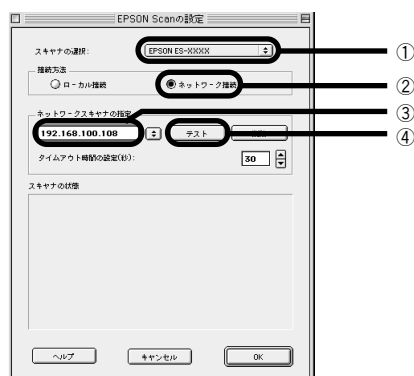 EPSON Scanの設定
スキャナの選択:
EPSON ES-XXXX
①
接続方法
ローカル接続
ネットワーク接続
②
ネットワークスキャナの指定
③
192.168.100.108
テスト
④
タイムアウト時間の設定(秒):
30
スキャナの状態
ヘルプ
キャンセル
OK